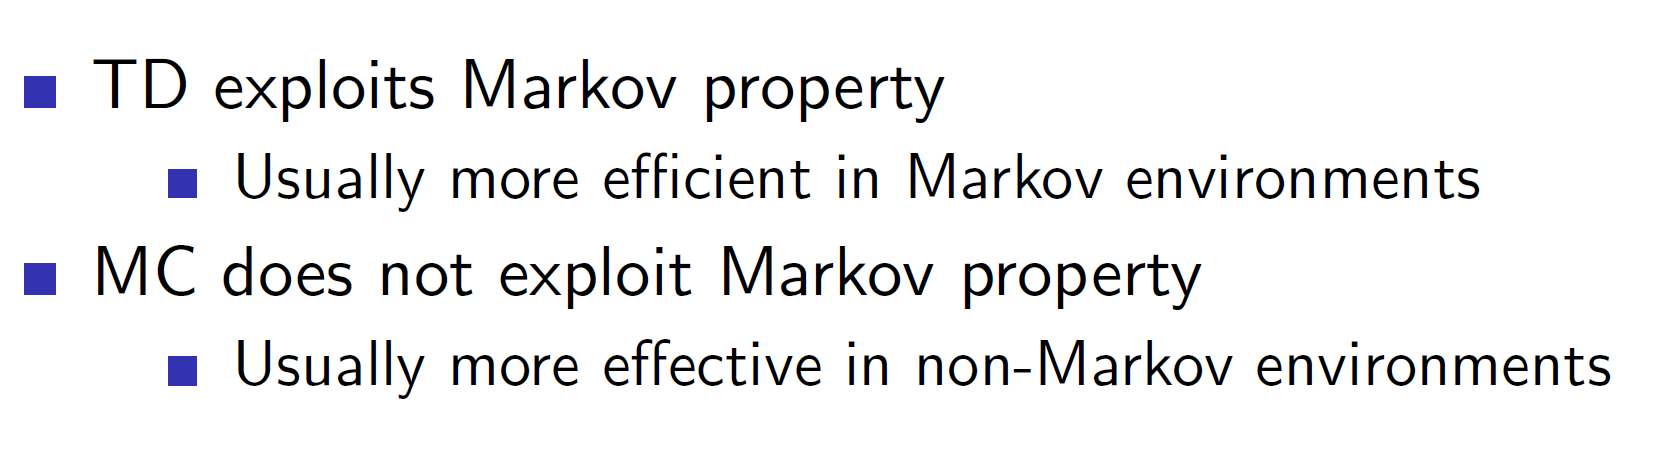 TD exploits Markov property
Usually more efficient in Markov environments
MC does not exploit Markov property
Usually more effective in non-Markov environments